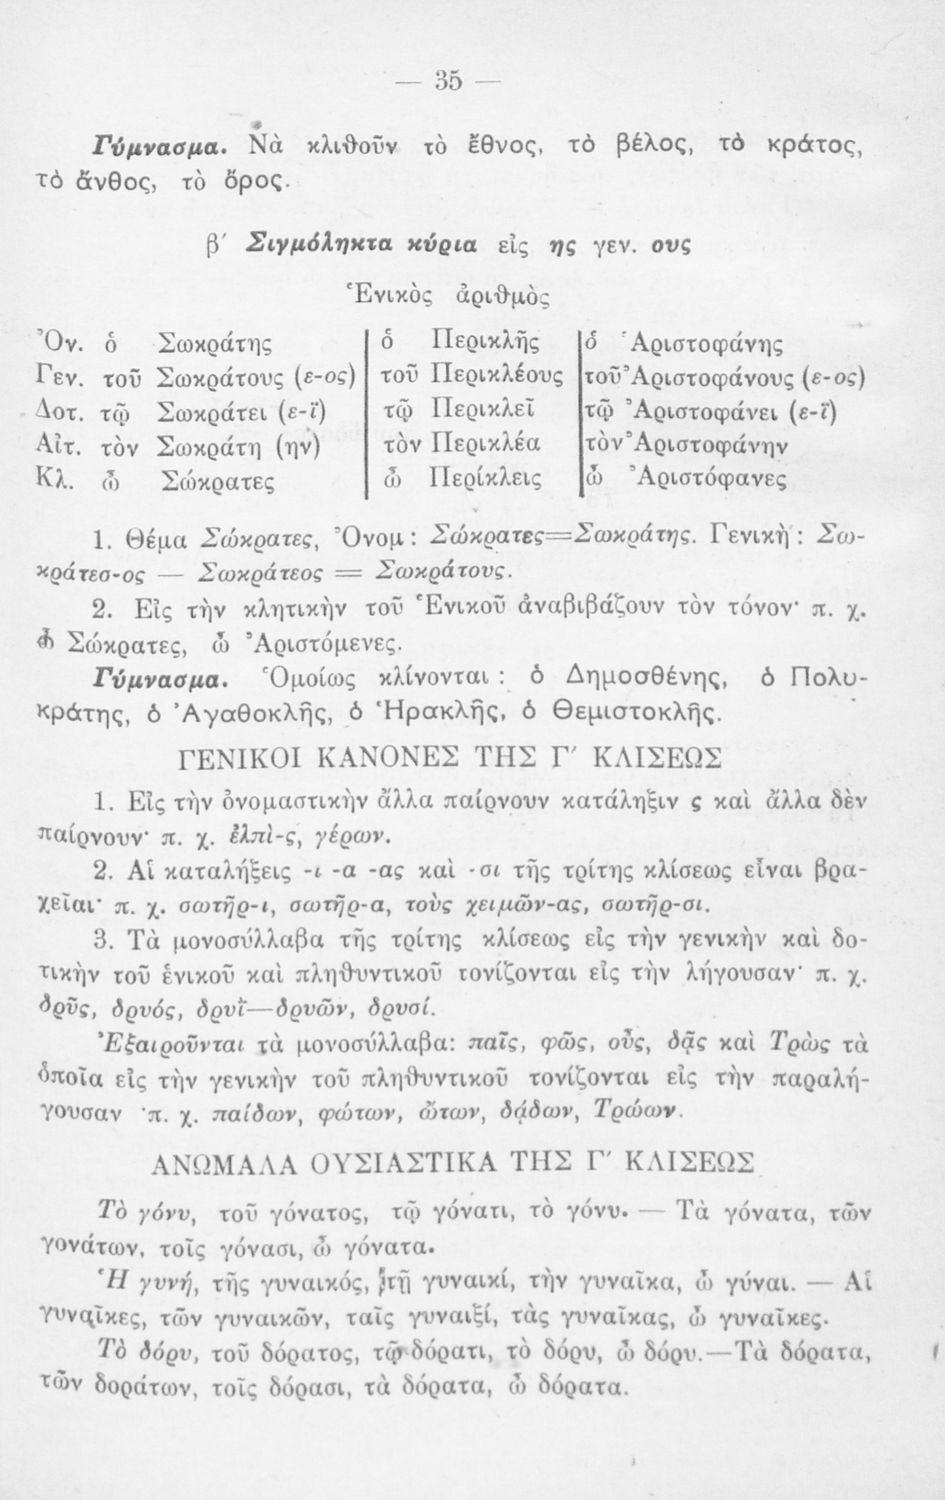 — 35 —
Γύμνασμα. Νὰ κλιθοῦν τὸ ἔθνος, τὸ βέλος, τὸ κράτος,
τὸ ἄνθος, τὸ ὄρος.
β′ Σιγμόληκτα κύρια εἰς ης γεν. ους
Ἑνικὸς ἀριθμὸς
Ὀν. ὁ Σωκράτης ὁ Περικλῆς ὁ Ἀριστοφάνης
Γεν. τοῦ Σωκράτους (ε-ος) τοῦ Περικλέους τοῦ Ἀριστοφάνους (ε-ος)
Δοτ. τῷ Σωκράτει (ε-ϊ) τῷ Περικλεῖ τῷ Ἀριστοφάνει (ε-ϊ)
Αἰτ. τὸν Σωκράτη (ην) τὸν Περικλέα τὸν Ἀριστοφάνην
Κλ. ὦ Σώκρατες ὦ Περίκλεις ὦ Ἀριστόφανες
1. Θέμα Σώκρατες, Ὀνομ: Σώκρατες=Σωκράτης. Γενική: Σω-
κράτεσ-ος — Σωκράτεος = Σωκράτους.
2. Εἰς τὴν κλητικὴν τοῦ Ἑνικοῦ ἀναβιβάζουν τὸν τόνον· π. χ.
ὦ Σώκρατες, ὦ Ἀριστόμενες.
Γύμνασμα. Ὁμοίως κλίνονται: ὁ Δημοσθένης, ὁ Πολυ-
κράτης, ὁ Ἀγαθοκλῆς, ὁ Ἡρακλῆς, ὁ Θεμιστοκλῆς.
ΓΕΝΙΚΟΙ ΚΑΝΟΝΕΣ ΤΗΣ Γ′ ΚΛΙΣΕΩΣ
1. Εἰς τὴν ὀνομαστικὴν ἄλλα παίρνουν κατάληξιν ς καὶ ἄλλα δὲν
παίρνουν· π. χ. ἐλπὶ-ς, γέρων.
2. Αἱ καταλήξεις -ι -α -ας καὶ -σι τῆς τρίτης κλίσεως εἶναι βρα-
χεῖαι· π. χ. σωτῆρ-ι, σωτῆρ-α, τοὺς χειμῶν-ας, σωτῆρ-σι.
3. Τὰ μονοσύλλαβα τῆς τρίτης κλίσεως εἰς τὴν γενικὴν καὶ δο-
τικὴν τοῦ ἑνικοῦ καὶ πληθυντικοῦ τονίζονται εἰς τὴν λήγουσαν· π. χ.
δρῦς, δρυός, δρυῒ—δρυῶν, δρυσί.
Ἐξαιροῦνται τὰ μονοσύλλαβα: παῖς, φῶς, οὖς, δᾲς καὶ Τρὼς τὰ
ὁποῖα εἰς τὴν γενικὴν τοῦ πληθυντικοῦ τονίζονται εἰς τὴν παραλή-
γουσαν ·π. χ. παίδων, φώτων, ὤτων, δᾴδων, Τρώων.
ΑΝΩΜΑΛΑ ΟΥΣΙΑΣΤΙΚΑ ΤΗΣ Γ′ ΚΛΙΣΕΩΣ
Τὸ γόνυ, τοῦ γόνατος, τῷ γόνατι, τὸ γόνυ. — Τὰ γόνατα, τῶν
γονάτων, τοῖς γόνασι, ὦ γόνατα.
Ἡ γυνή, τῆς γυναικός, τῇ γυναικί, τὴν γυναῖκα, ὦ γύναι. — Αἱ
γυναῖκες, τῶν γυναικῶν, ταῖς γυναιξί, τὰς γυναῖκας, ὦ γυναῖκες.
Τὸ δόρυ, τοῦ δόρατος, τῷ δόρατι, τὸ δόρυ, ὦ δόρυ.—Τὰ δόρατα,
τῶν δοράτων, τοῖς δόρασι, τὰ δόρατα, ὦ δόρατα.